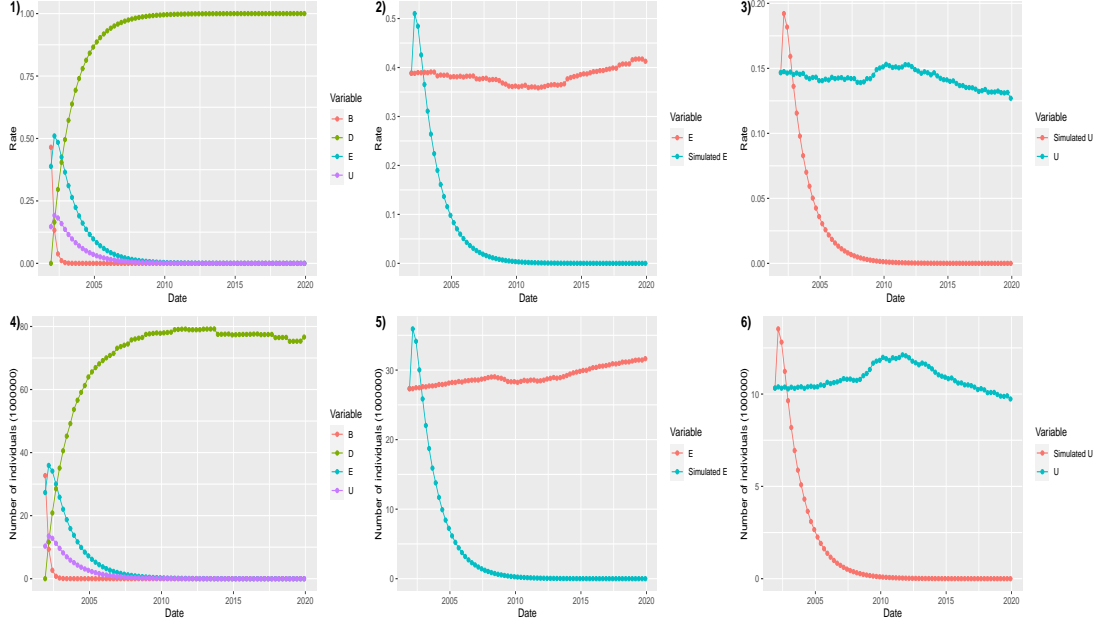 1)
1.00
0.75
0.50
0.25
0.00
Rate
2005
2010
2015
2020
Date
Variable
B
D
E
U
2)
0.5
0.4
0.3
0.2
0.1
0.0
Rate
2005
2010
2015
2020
Date
Variable
E
Simulated E
3)
0.20
0.15
0.10
0.05
0.00
Rate
2005
2010
2015
2020
Date
Variable
Simulated U
U
4)
80
60
40
20
0
Number of individuals (1000000)
2005
2010
2015
2020
Date
Variable
B
D
E
U
5)
30
20
10
0
Number of individuals (1000000)
2005
2010
2015
2020
Date
Variable
E
Simulated E
6)
10
5
0
Number of individuals (1000000)
2005
2010
2015
2020
Date
Variable
Simulated U
U